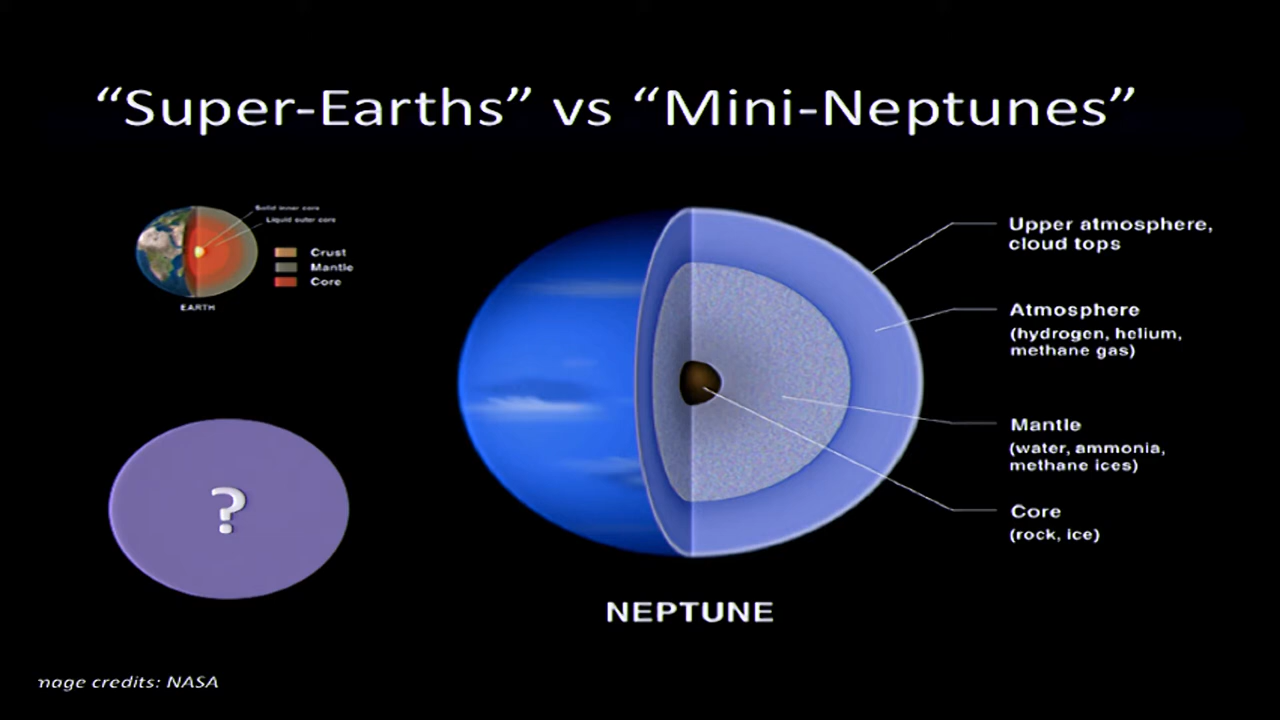 “Super-Earths” vs “Mini-Neptunes”
Solid inner core
Liquid outer core
Crust
Mantle
Core
EARTH
?
Upper atmosphere,
cloud tops
Atmosphere
(hydrogen, helium,
methane gas)
Mantle
(water, ammonia,
methane ices)
Core
(rock, ice)
NEPTUNE
mage credits: NASA